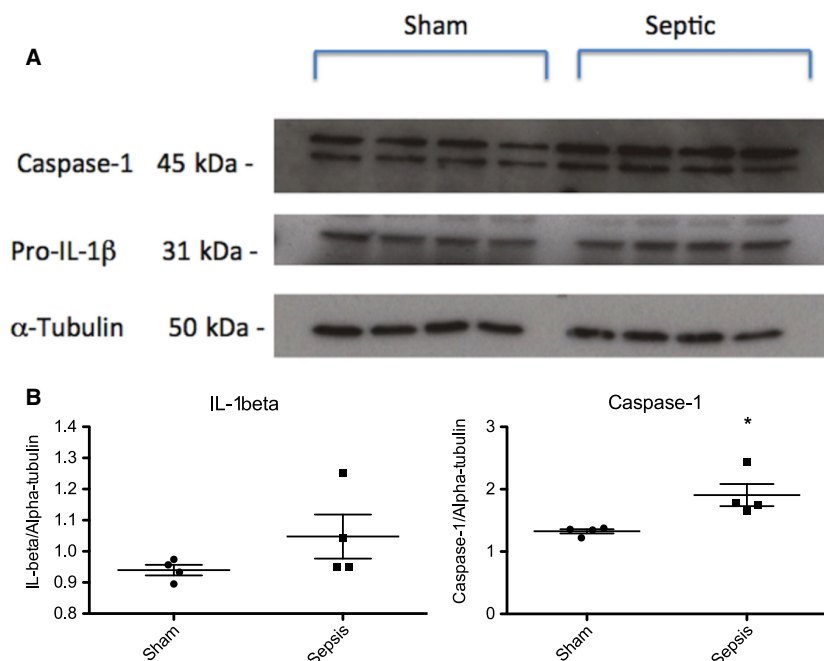 A
Sham Septic
Caspase-1 45 kDa -
Pro-IL-1β 31 kDa -
α-Tubulin 50 kDa -
B
IL-1beta
IL-beta/Alpha-tubulin
1.4
1.3
1.2
1.1
1.0
0.9
0.8
Sham Sepsis
Caspase-1
Caspase-1/Alpha-tubulin
3
2
1
0
*
Sham Sepsis